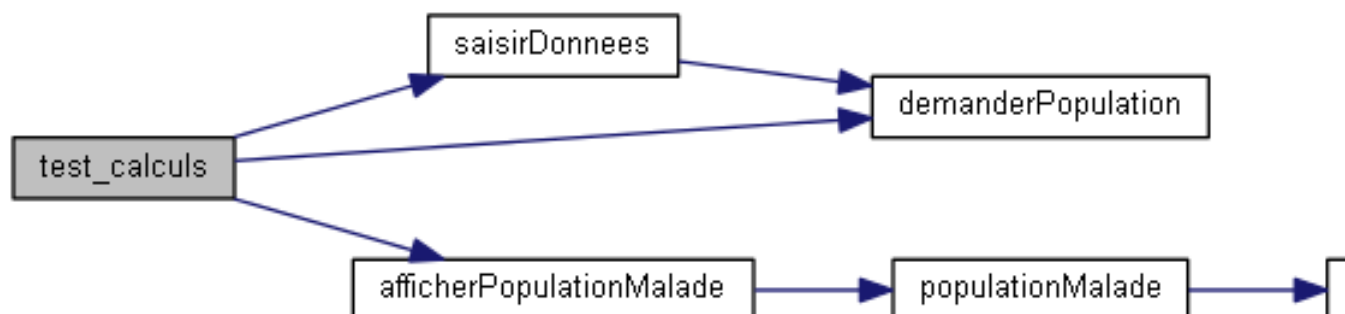 saisirDonnees
demanderPopulation
test_calculs
afficherPopulationMalade
populationMalade